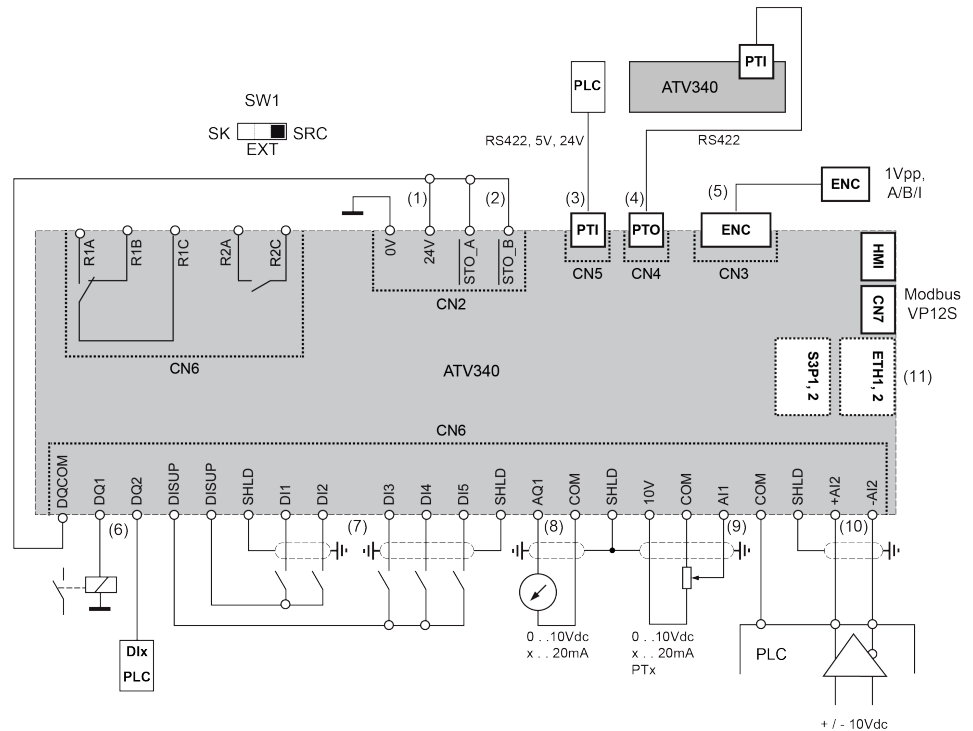 PTI
PLC
ATV340
SW1
SK
SRC
EXT
RS422, 5V, 24V
RS422
(1)
(2)
(3)
(4)
(5)
ENC
1Vpp,
A/B/I
R1A
R1B
R1C
R2A
R2C
0V
24V
STO_A
STO_B
PTI
PTO
ENC
HMI
CN5
CN4
CN3
CN2
CN7
Modbus
VP12S
CN6
ATV340
S3P1, 2
ETH1, 2
(11)
CN6
DQCOM
DQ1
DQ2
DISUP
DISUP
SHLD
DI1
DI2
DI3
DI4
DI5
SHLD
AQ1
COM
SHLD
10V
COM
AI1
COM
SHLD
+AI2
-AI2
(6)
(7)
(8)
(9)
(10)
0 . .10Vdc
x . . 20mA
0 . .10Vdc
x . . 20mA
PTx
DIx
PLC
PLC
+ / - 10Vdc